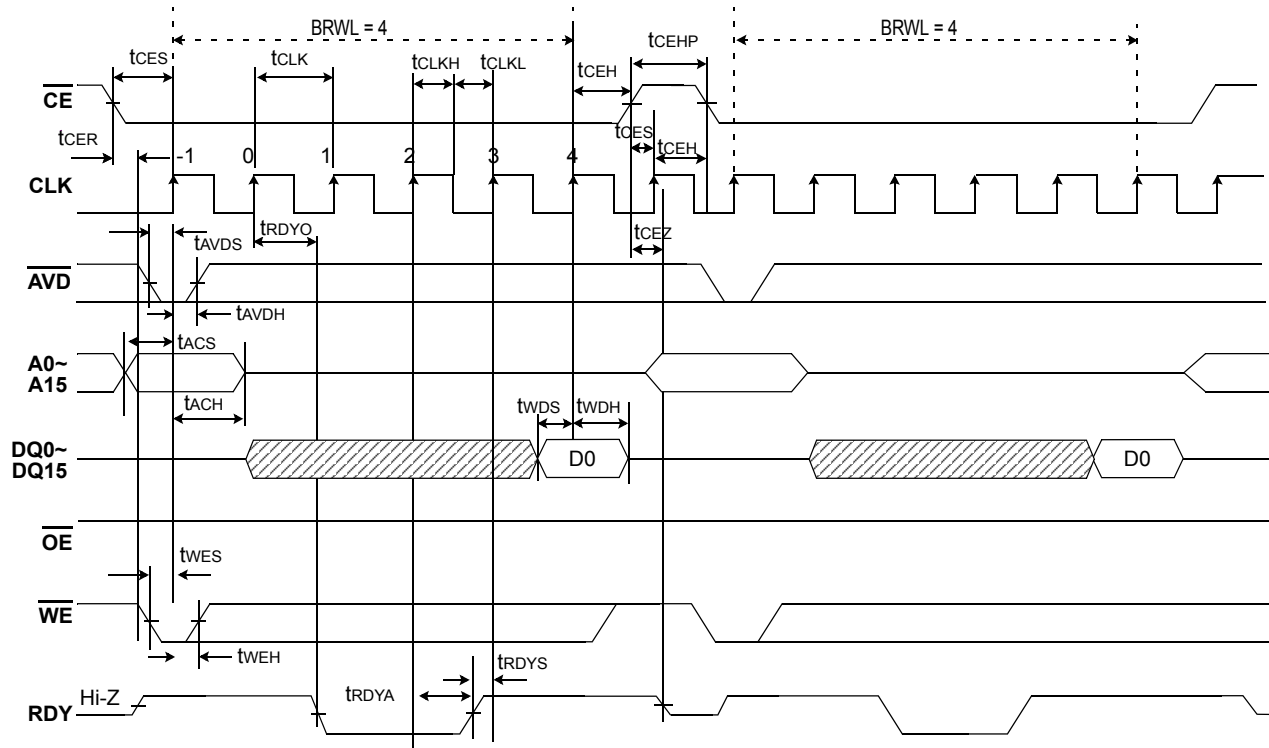 BRWL = 4
BRWL = 4
tCES
tCLK
tCLKH
tCLKL
tCEH
tCEHP
CE
tCER
tCES
tCEH
-1
0
1
2
3
4
CLK
tRDYO
tCEZ
tAVDS
AVD
tAVDH
tACS
A0~
A15
tACH
tWDS
tWDH
DQ0~
DQ15
D0
D0
OE
tWES
WE
tWEH
tRDYS
tRDYA
Hi-Z
RDY